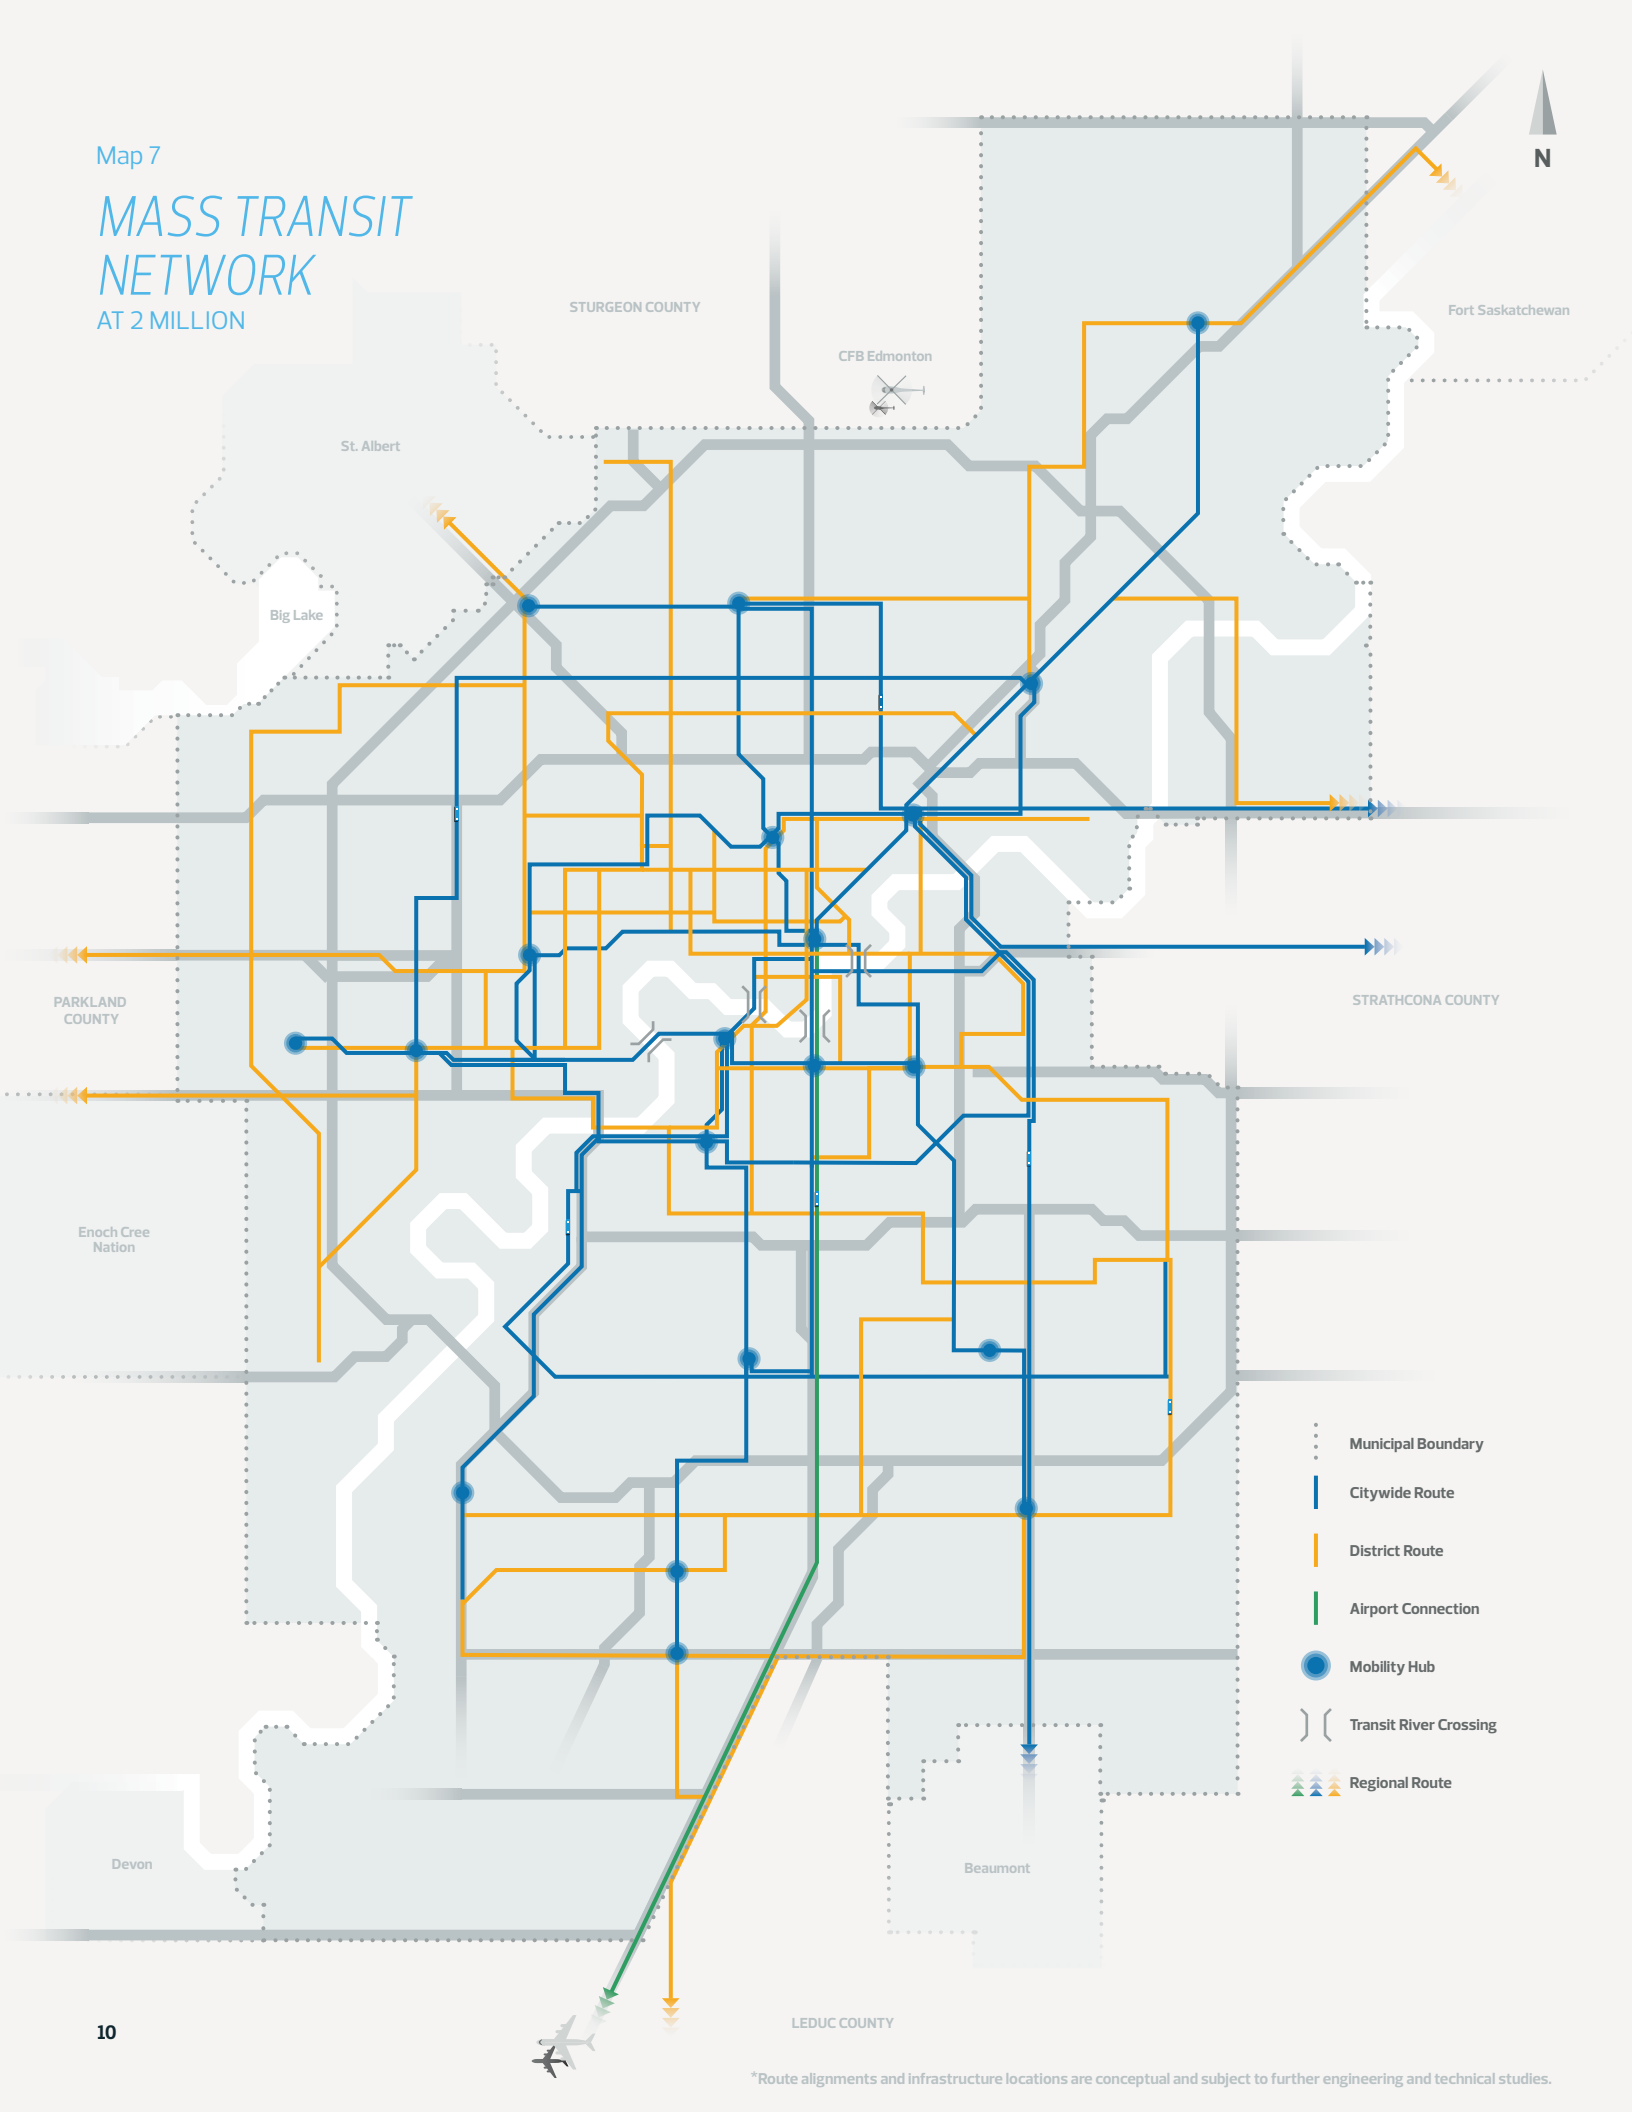 Map 7
MASS TRANSIT
NETWORK
AT 2 MILLION
N
STURGEON COUNTY
Fort Saskatchewan
CFB Edmonton
St. Albert
Big Lake
PARKLAND
COUNTY
STRATHCONA COUNTY
Enoch Cree
Nation
Municipal Boundary
Citywide Route
District Route
Airport Connection
Mobility Hub
Transit River Crossing
Regional Route
Devon
Beaumont
LEDUC COUNTY
10
*Route alignments and infrastructure locations are conceptual and subject to further engineering and technical studies.